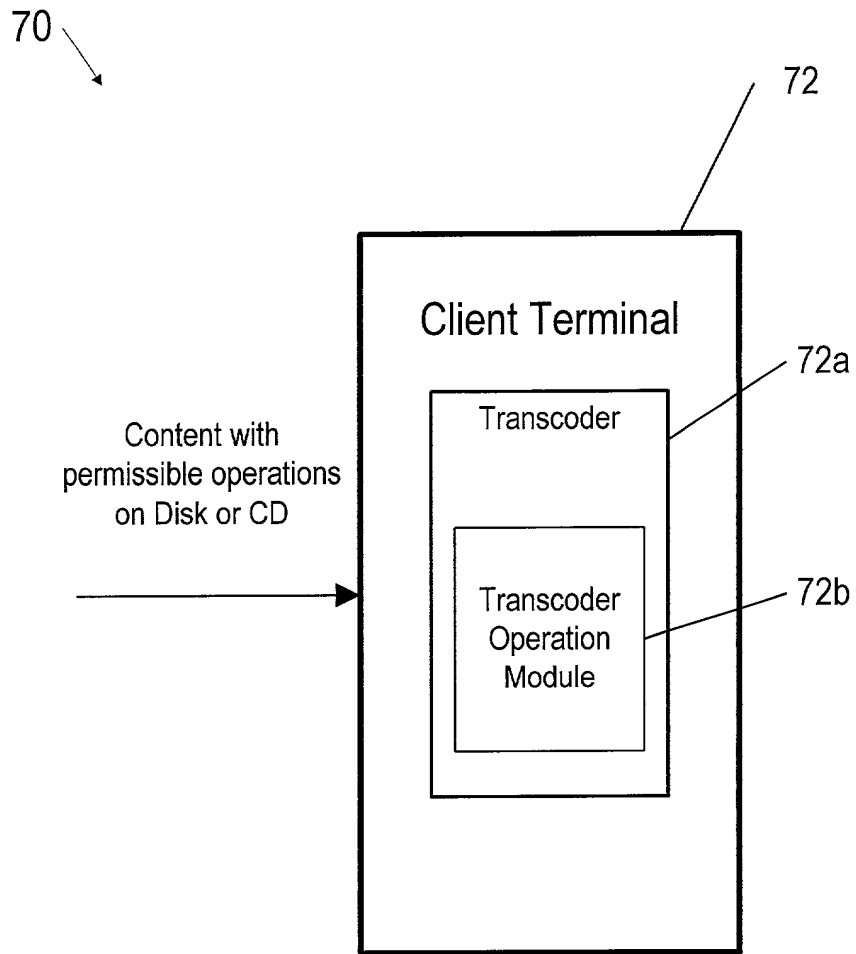 70
72
Client Terminal
72a
Transcoder
Content with
permissible operations
on Disk or CD
72b
Transcoder
Operation
Module